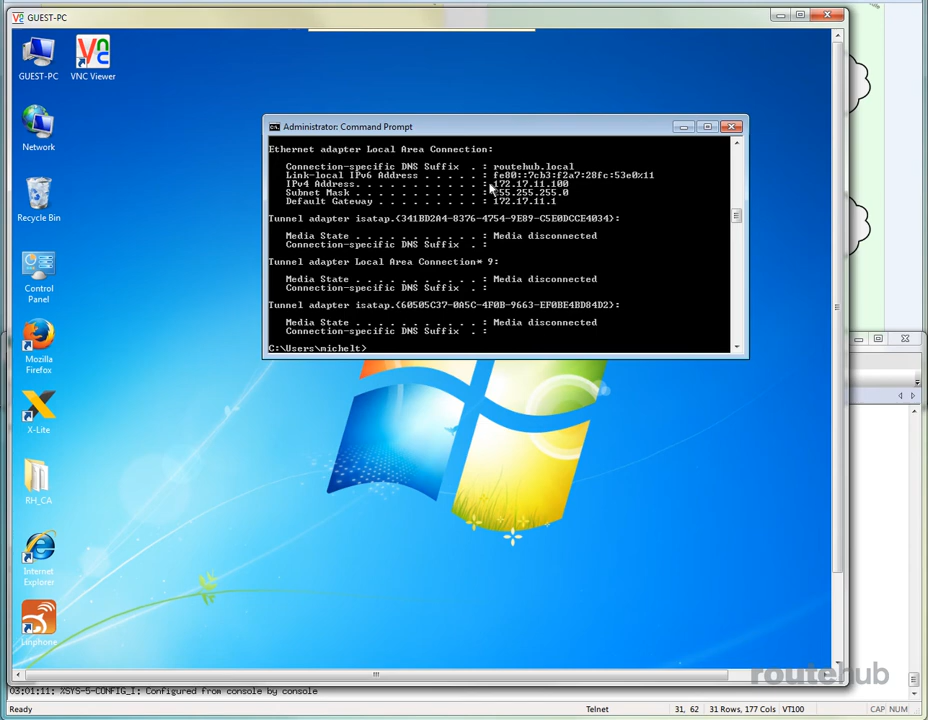 GUEST-PC
GUEST-PC
VNC Viewer
Network
Recycle Bin
Control
Panel
Mozilla
Firefox
X-Lite
RH_CA
Internet
Explorer
Linphone
Administrator: Command Prompt
Ethernet adapter Local Area Connection:
Connection-specific DNS Suffix . : routehub.local
Link-local IPv6 Address . . . . . : fe80::7cb3:f2a7:28fc:53e0%11
IPv4 Address. . . . . . . . . . . : 172.17.11.100
Subnet Mask . . . . . . . . . . . : 255.255.255.0
Default Gateway . . . . . . . . . : 172.17.11.1
Tunnel adapter isatap.{341BD2A4-8376-4754-9E89-C5E0DCCE4034}:
Media State . . . . . . . . . . . : Media disconnected
Connection-specific DNS Suffix . :
Tunnel adapter Local Area Connection* 9:
Media State . . . . . . . . . . . : Media disconnected
Connection-specific DNS Suffix . :
Tunnel adapter isatap.{60505C37-0A5C-4F0B-9663-EF0BE4BD84D2}:
Media State . . . . . . . . . . . : Media disconnected
Connection-specific DNS Suffix . :
C:\Users\michelt>
routehub
03:01:11: %SYS-5-CONFIG_I: Configured from console by console
Ready Telnet 31, 62 31 Rows, 177 Cols VT100 CAP NUM